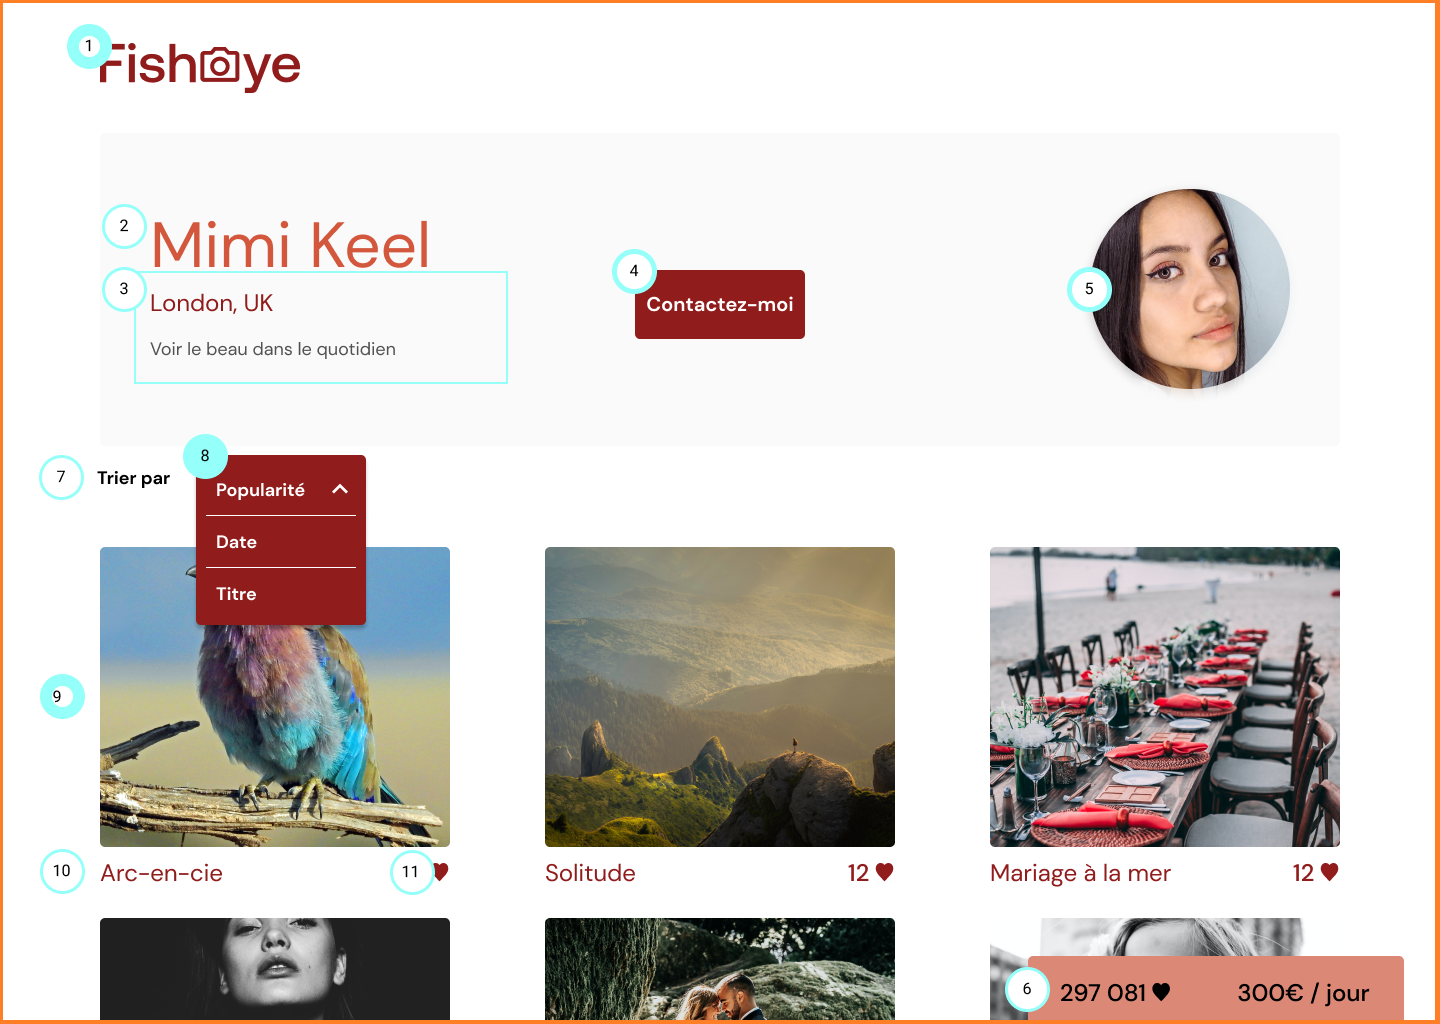 1
Fisheye
2
Mimi Keel
3
London, UK
Voir le beau dans le quotidien
4
Contactez-moi
5
7
Trier par
8
Popularité
Date
Titre
9
10
Arc-en-cie
11
Solitude
12
Mariage à la mer
12
6
297 081
300€ / jour